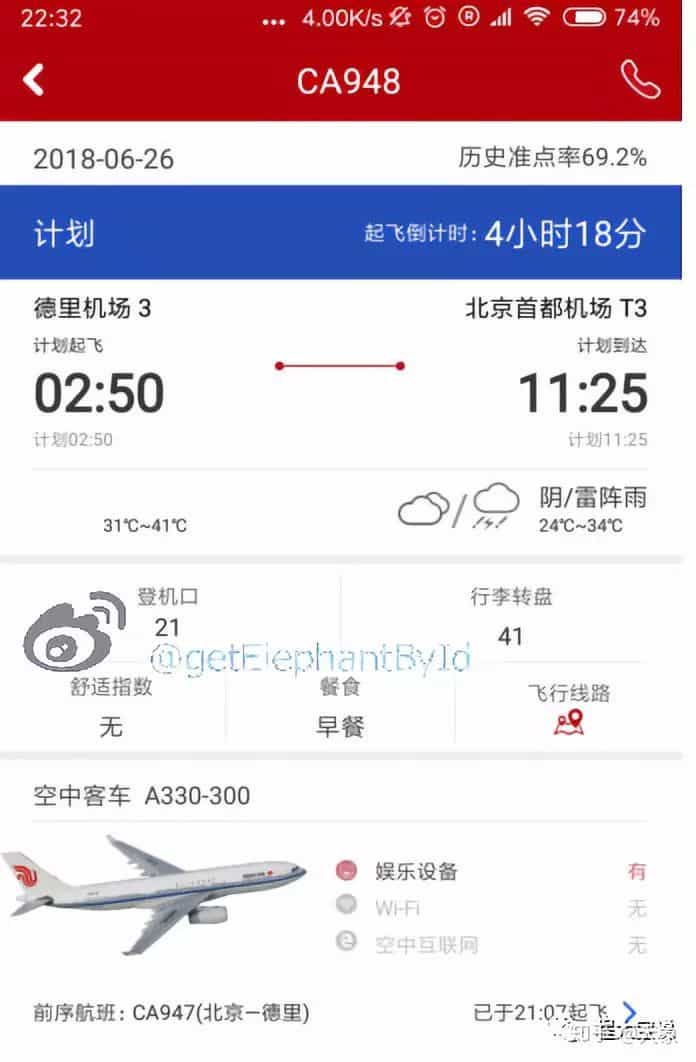 22:32 ... 4.00K/s 74%
CA948
2018-06-26 历史准点率69.2%
计划 起飞倒计时: 4小时18分
德里机场 3 北京首都机场 T3
计划起飞 计划到达
02:50 11:25
计划02:50 计划11:25
阴/雷阵雨
31℃~41℃ 24℃~34℃
登机口 行李转盘
21 41
@getElephantById
舒适指数 餐食 飞行线路
无 早餐
空中客车 A330-300
娱乐设备 有
Wi-Fi 无
空中互联网 无
前序航班: CA947(北京-德里) 已于21:07起飞
知乎